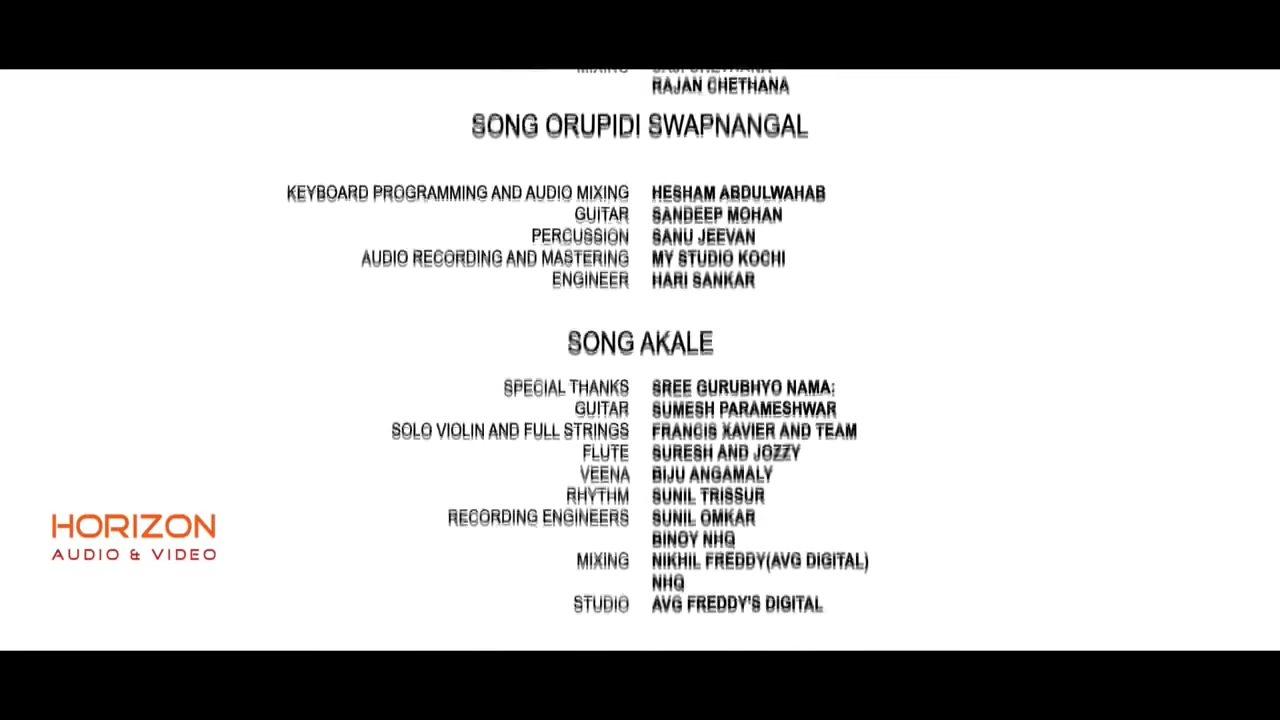 MIXING
RAJAN CHETHANA
SONG ORUPIDI SWAPNANGAL
KEYBOARD PROGRAMMING AND AUDIO MIXING HESHAM ABDULWAHAB
GUITAR SANDEEP MOHAN
PERCUSSION SANU JEEVAN
AUDIO RECORDING AND MASTERING MY STUDIO KOCHI
ENGINEER HARI SANKAR
SONG AKALE
SPECIAL THANKS SREE GURUBHYO NAMA:
GUITAR SUMESH PARAMESHWAR
SOLO VIOLIN AND FULL STRINGS FRANCIS XAVIER AND TEAM
FLUTE SURESH AND JOZZY
VEENA BIJU ANGAMALY
RHYTHM SUNIL TRISSUR
RECORDING ENGINEERS SUNIL OMKAR
BINOY NHQ
MIXING NIKHIL FREDDY(AVG DIGITAL)
NHQ
STUDIO AVG FREDDY'S DIGITAL
HORIZON
AUDIO & VIDEO